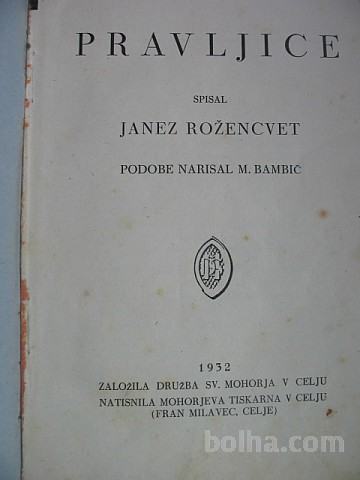 PRAVLJICE
SPISAL
JANEZ ROŽENCVET
PODOBE NARISAL M. BAMBIČ
1932
ZALOŽILA DRUŽBA SV. MOHORJA V CELJU
NATISNILA MOHORJEVA TISKARNA V CELJU
(FRAN MILAVEC, CELJE)
bolha.com